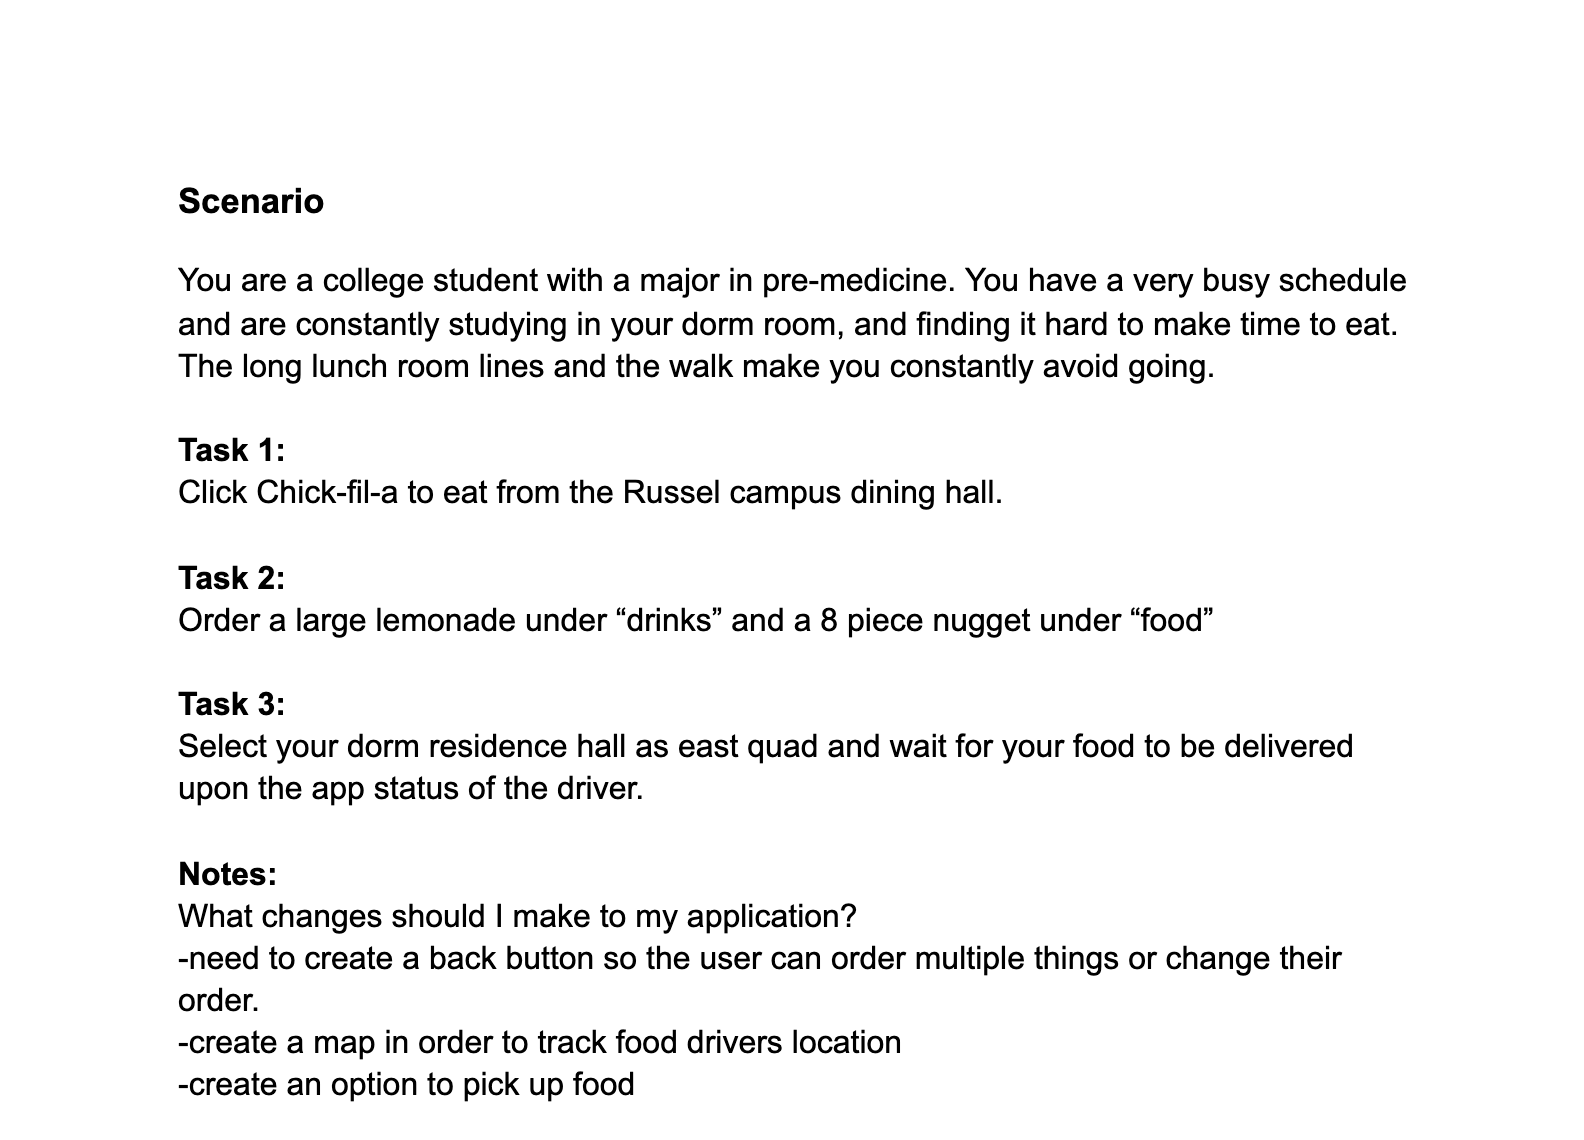 Scenario
You are a college student with a major in pre-medicine. You have a very busy schedule
and are constantly studying in your dorm room, and finding it hard to make time to eat.
The long lunch room lines and the walk make you constantly avoid going.
Task 1:
Click Chick-fil-a to eat from the Russel campus dining hall.
Task 2:
Order a large lemonade under “drinks” and a 8 piece nugget under “food”
Task 3:
Select your dorm residence hall as east quad and wait for your food to be delivered
upon the app status of the driver.
Notes:
What changes should I make to my application?
-need to create a back button so the user can order multiple things or change their
order.
-create a map in order to track food drivers location
-create an option to pick up food